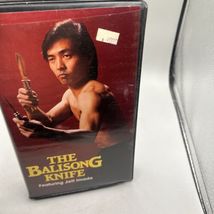 THE
BALISONG
KNIFE
Featuring Jeff Imada